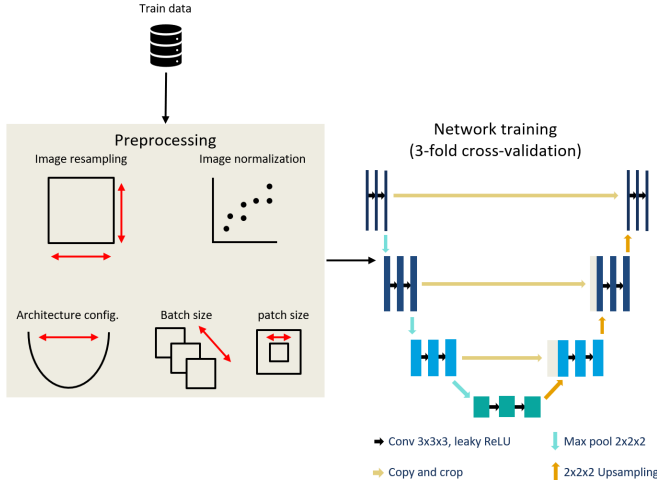 Train data
Preprocessing
Image resampling
Image normalization
Architecture config.
Batch size
patch size
Network training
(3-fold cross-validation)
Conv 3x3x3, leaky ReLU
Max pool 2x2x2
Copy and crop
2x2x2 Upsampling